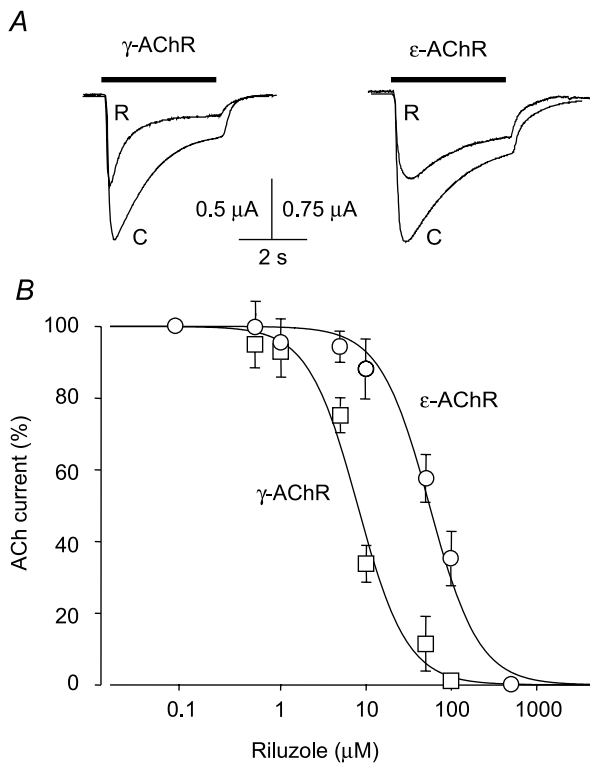 A
γ-AChR
ε-AChR
R
R
0.5 μA
0.75 μA
C
C
2 s
B
100
80
60
40
20
0
ACh current (%)
ε-AChR
γ-AChR
0.1
1
10
100
1000
Riluzole (μM)